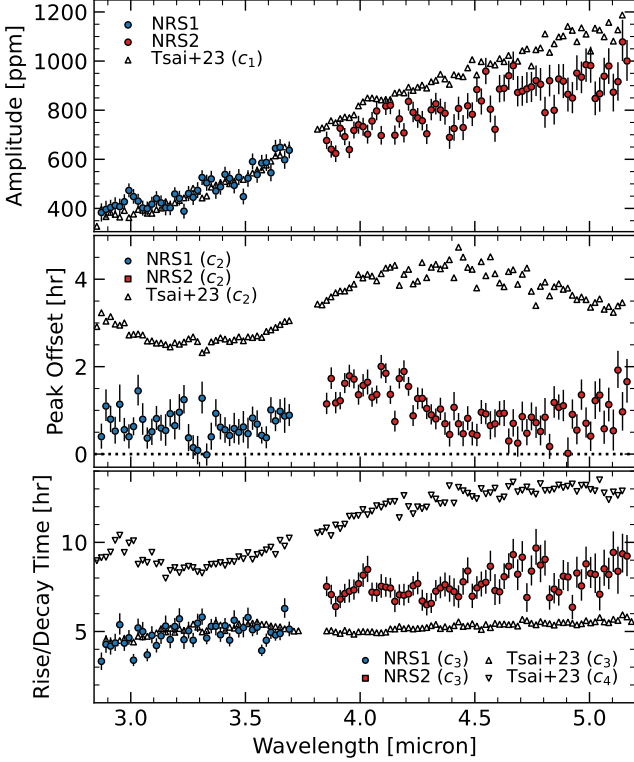 1200
1000
800
600
400
Amplitude [ppm]
NRS1
NRS2
Tsai+23 (c₁)
4
2
0
Peak Offset [hr]
NRS1 (c₂)
NRS2 (c₂)
Tsai+23 (c₂)
10
5
Rise/Decay Time [hr]
NRS1 (c₃) Tsai+23 (c₃)
NRS2 (c₃) Tsai+23 (c₄)
3.0 3.5 4.0 4.5 5.0
Wavelength [micron]